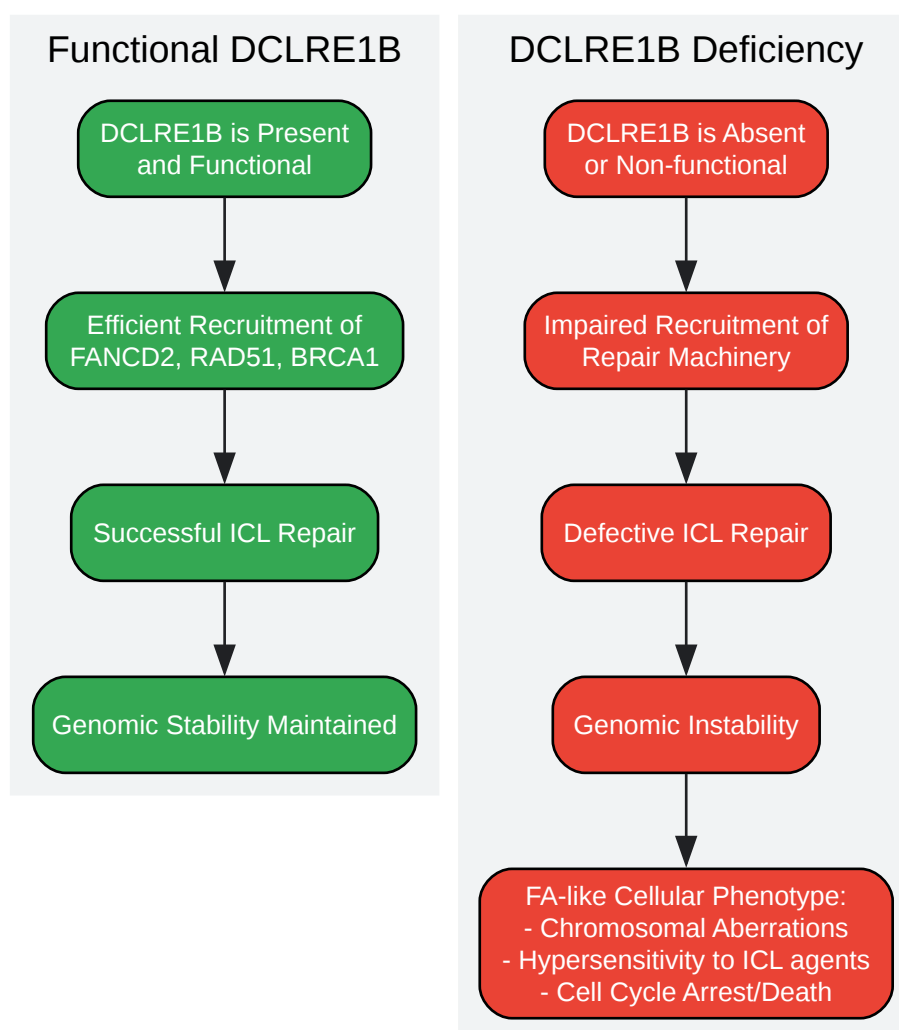 Functional DCLRE1B
DCLRE1B is Present
and Functional
Efficient Recruitment of
FANCD2, RAD51, BRCA1
Successful ICL Repair
Genomic Stability Maintained
DCLRE1B Deficiency
DCLRE1B is Absent
or Non-functional
Impaired Recruitment of
Repair Machinery
Defective ICL Repair
Genomic Instability
FA-like Cellular Phenotype:
- Chromosomal Aberrations
- Hypersensitivity to ICL agents
- Cell Cycle Arrest/Death